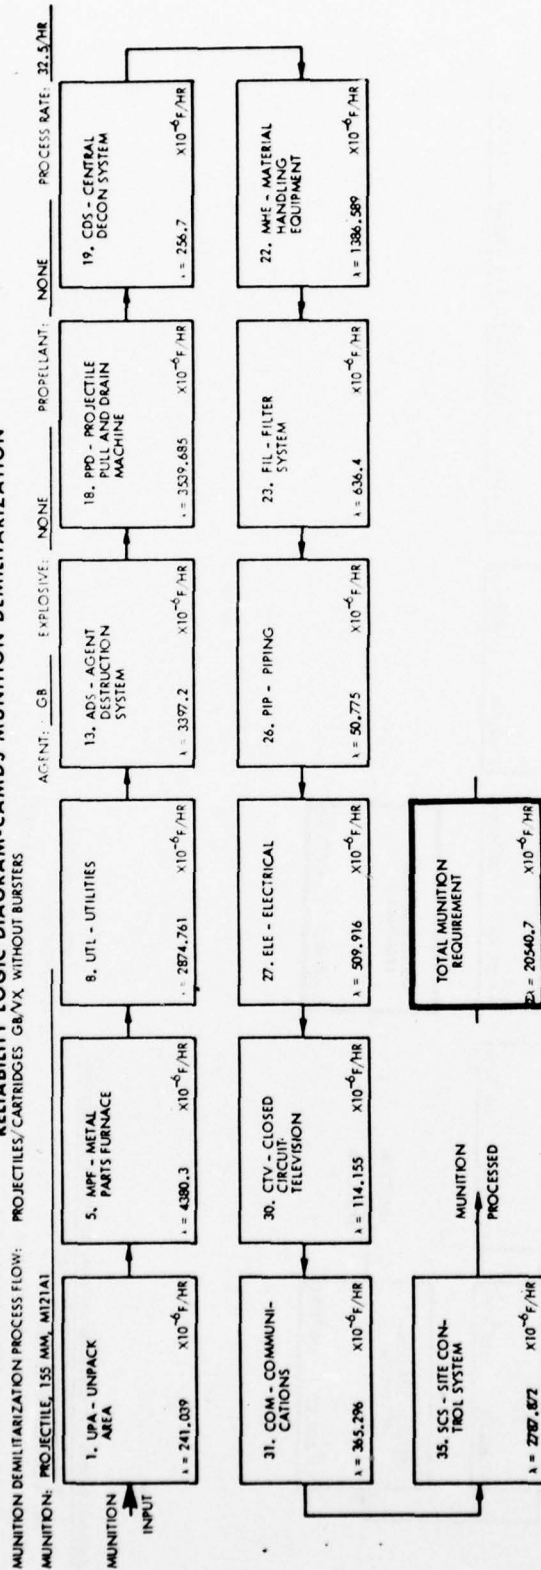 RELIABILITY LOGIC DIAGRAM-CAMDS MUNITION DEMILITARIZATION
MUNITION DEMILITARIZATION PROCESS FLOW: PROJECTILES/CARTRIDGES GB/VX, WITHOUT BURSTERS
MUNITION: PROJECTILE, 155 MM, M121A1 AGENT: GB EXPLOSIVE: NONE PROPELLANT: NONE PROCESS RATE: 32.5/HR
MUNITION
INPUT
1. UPA - UNPACK
AREA
λ = 241.039 X10-6F/HR
5. MPF - METAL
PARTS FURNACE
λ = 4380.3 X10-6F/HR
8. UTL - UTILITIES
= 2874.761 X10-6F/HR
13. ADS - AGENT
DESTRUCTION
SYSTEM
λ = 3397.2 X10-6F/HR
18. PPD - PROJECTILE
PULL AND DRAIN
MACHINE
= 3539.685 X10-6F/HR
19. CDS - CENTRAL
DECON SYSTEM
= 256.7 X10-6F/HR
22. MHE - MATERIAL
HANDLING
EQUIPMENT
λ = 1386.589 X10-6F/HR
23. FIL - FILTER
SYSTEM
λ = 636.4 X10-6F/HR
26. PIP - PIPING
λ = 50.775 X10-6F/HR
27. ELE - ELECTRICAL
λ = 509.916 X10-6F/HR
30. CTV - CLOSED
CIRCUIT-
TELEVISION
λ = 114.155 X10-6F/HR
31. COM - COMMUNI-
CATIONS
λ = 365.296 X10-6F/HR
35. SCS - SITE CON-
TROL SYSTEM
λ = 2787.872 X10-6F/HR
MUNITION
PROCESSED
TOTAL MUNITION
REQUIREMENT
Σλ = 20540.7 X10-6F/HR